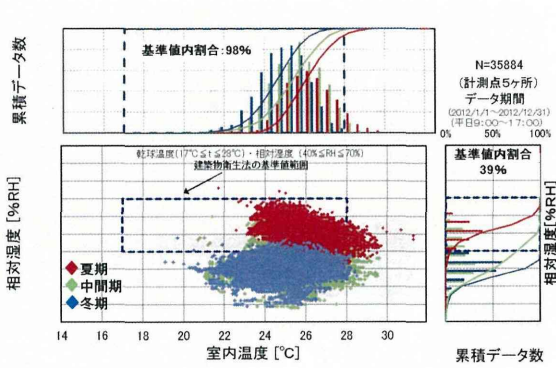 累積データ数
基準値内割合:98%
N=35884
(計測点5ヶ所)
データ期間
(2012/1/1~2012/12/31)
(平日9:00~17:00)
0% 50% 100%
乾球温度(17℃≦t≦28℃)・相対湿度(40%≦RH≦70%)
建築物衛生法の基準値範囲
基準値内割合
39%
相対湿度 [%RH]
夏期
中間期
冬期
相対湿度[%RH]
14 16 18 20 22 24 26 28 30
室内温度 [℃]
累積データ数